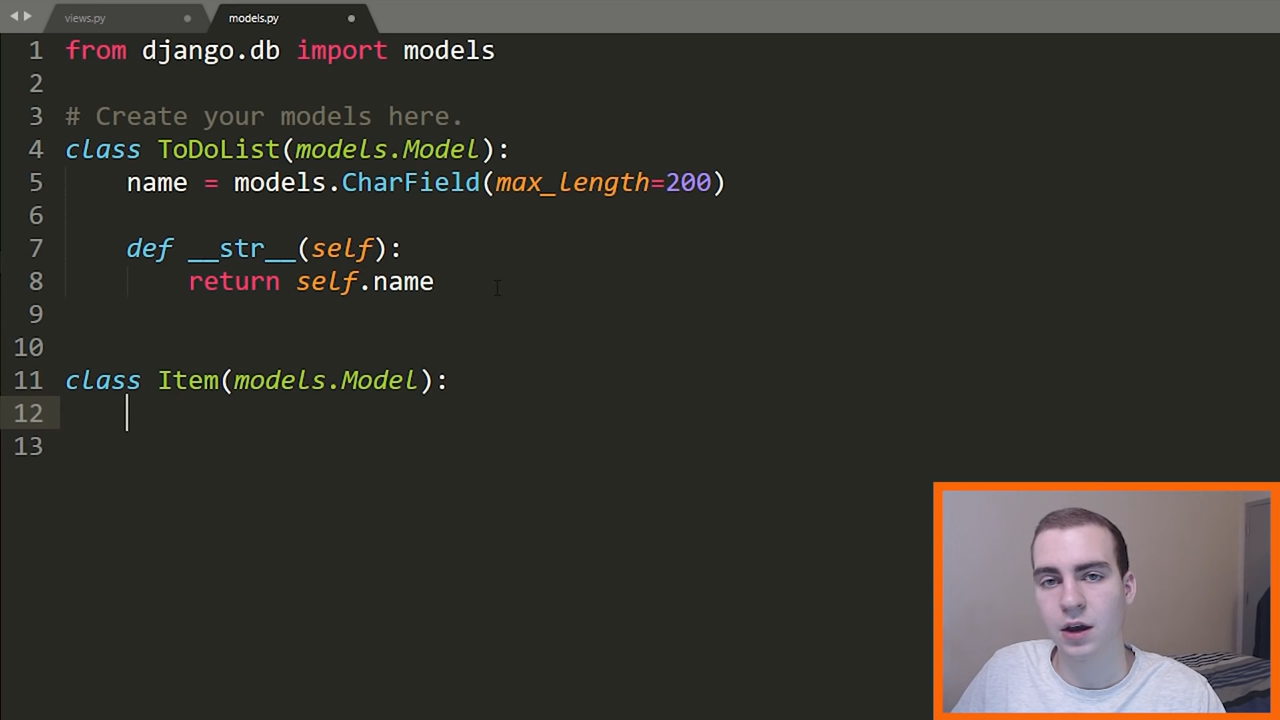 views.py
models.py
1 from django.db import models
2
3 # Create your models here.
4 class ToDoList(models.Model):
5     name = models.CharField(max_length=200)
6
7     def __str__(self):
8         return self.name
9
10
11 class Item(models.Model):
12
13